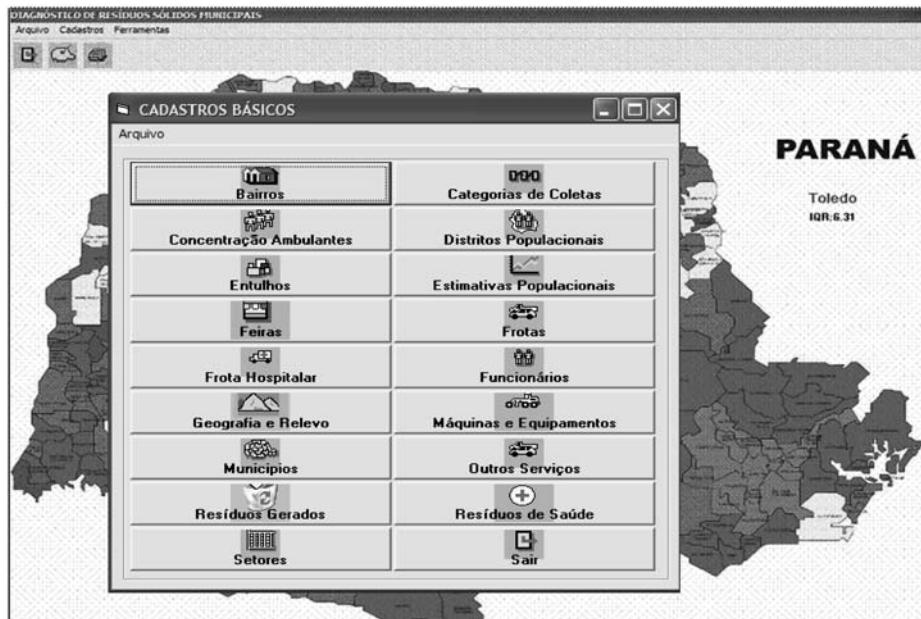 DIAGNÓSTICO DE RESÍDUOS SÓLIDOS MUNICIPAIS
Arquivo Cadastros Ferramentas
CADASTROS BÁSICOS
Arquivo
Bairros
Categorias de Coletas
Concentração Ambulantes
Distritos Populacionais
Entulhos
Estimativas Populacionais
Feiras
Frotas
Frota Hospitalar
Funcionários
Geografia e Relevo
Máquinas e Equipamentos
Municípios
Outros Serviços
Resíduos Gerados
Resíduos de Saúde
Setores
Sair
PARANÁ
Toledo
IQR:6.31